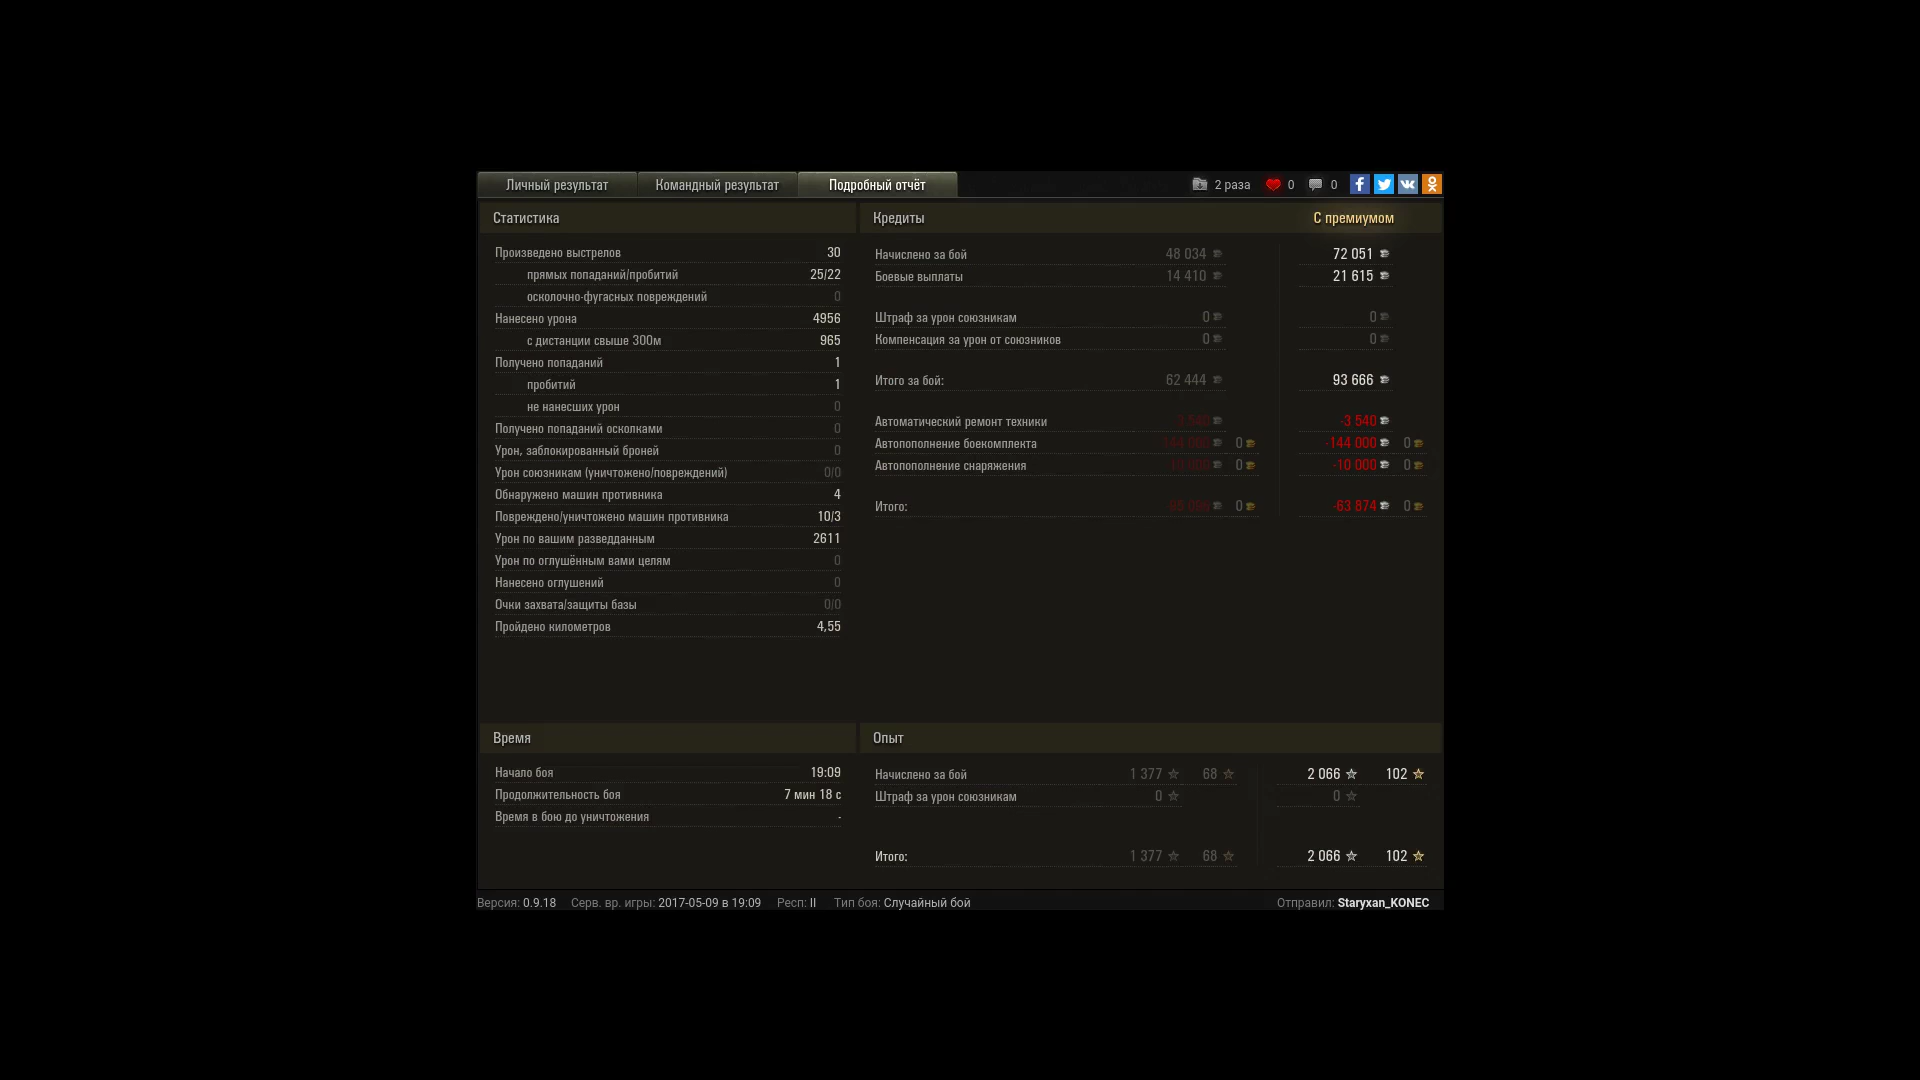 Личный результат Командный результат Подробный отчёт 2 раза 0 0
Статистика
Произведено выстрелов 30
прямых попаданий/пробитий 25/22
осколочно-фугасных повреждений 0
Нанесено урона 4956
с дистанции свыше 300м 965
Получено попаданий 1
пробитий 1
не нанесших урон 0
Получено попаданий осколками 0
Урон, заблокированный броней 0
Урон союзникам (уничтожено/повреждений) 0/0
Обнаружено машин противника 4
Повреждено/уничтожено машин противника 10/3
Урон по вашим разведданным 2611
Урон по оглушённым вами целям 0
Нанесено оглушений 0
Очки захвата/защиты базы 0/0
Пройдено километров 4,55
Кредиты С премиумом
Начислено за бой 48 034 72 051
Боевые выплаты 14 410 21 615
Штраф за урон союзникам 0 0
Компенсация за урон от союзников 0 0
Итого за бой: 62 444 93 666
Автоматический ремонт техники -3 540 -3 540
Автопополнение боекомплекта -144 000 0 -144 000 0
Автопополнение снаряжения -10 000 0 -10 000 0
Итого: 0 -63 874 0
Время
Начало боя 19:09
Продолжительность боя 7 мин 18 с
Время в бою до уничтожения -
Опыт
Начислено за бой 1 377 68 2 066 102
Штраф за урон союзникам 0 0
Итого: 1 377 68 2 066 102
Версия: 0.9.18 Серв. вр. игры: 2017-05-09 в 19:09 Респ: II Тип боя: Случайный бой Отправил: Staryxan_KONEC